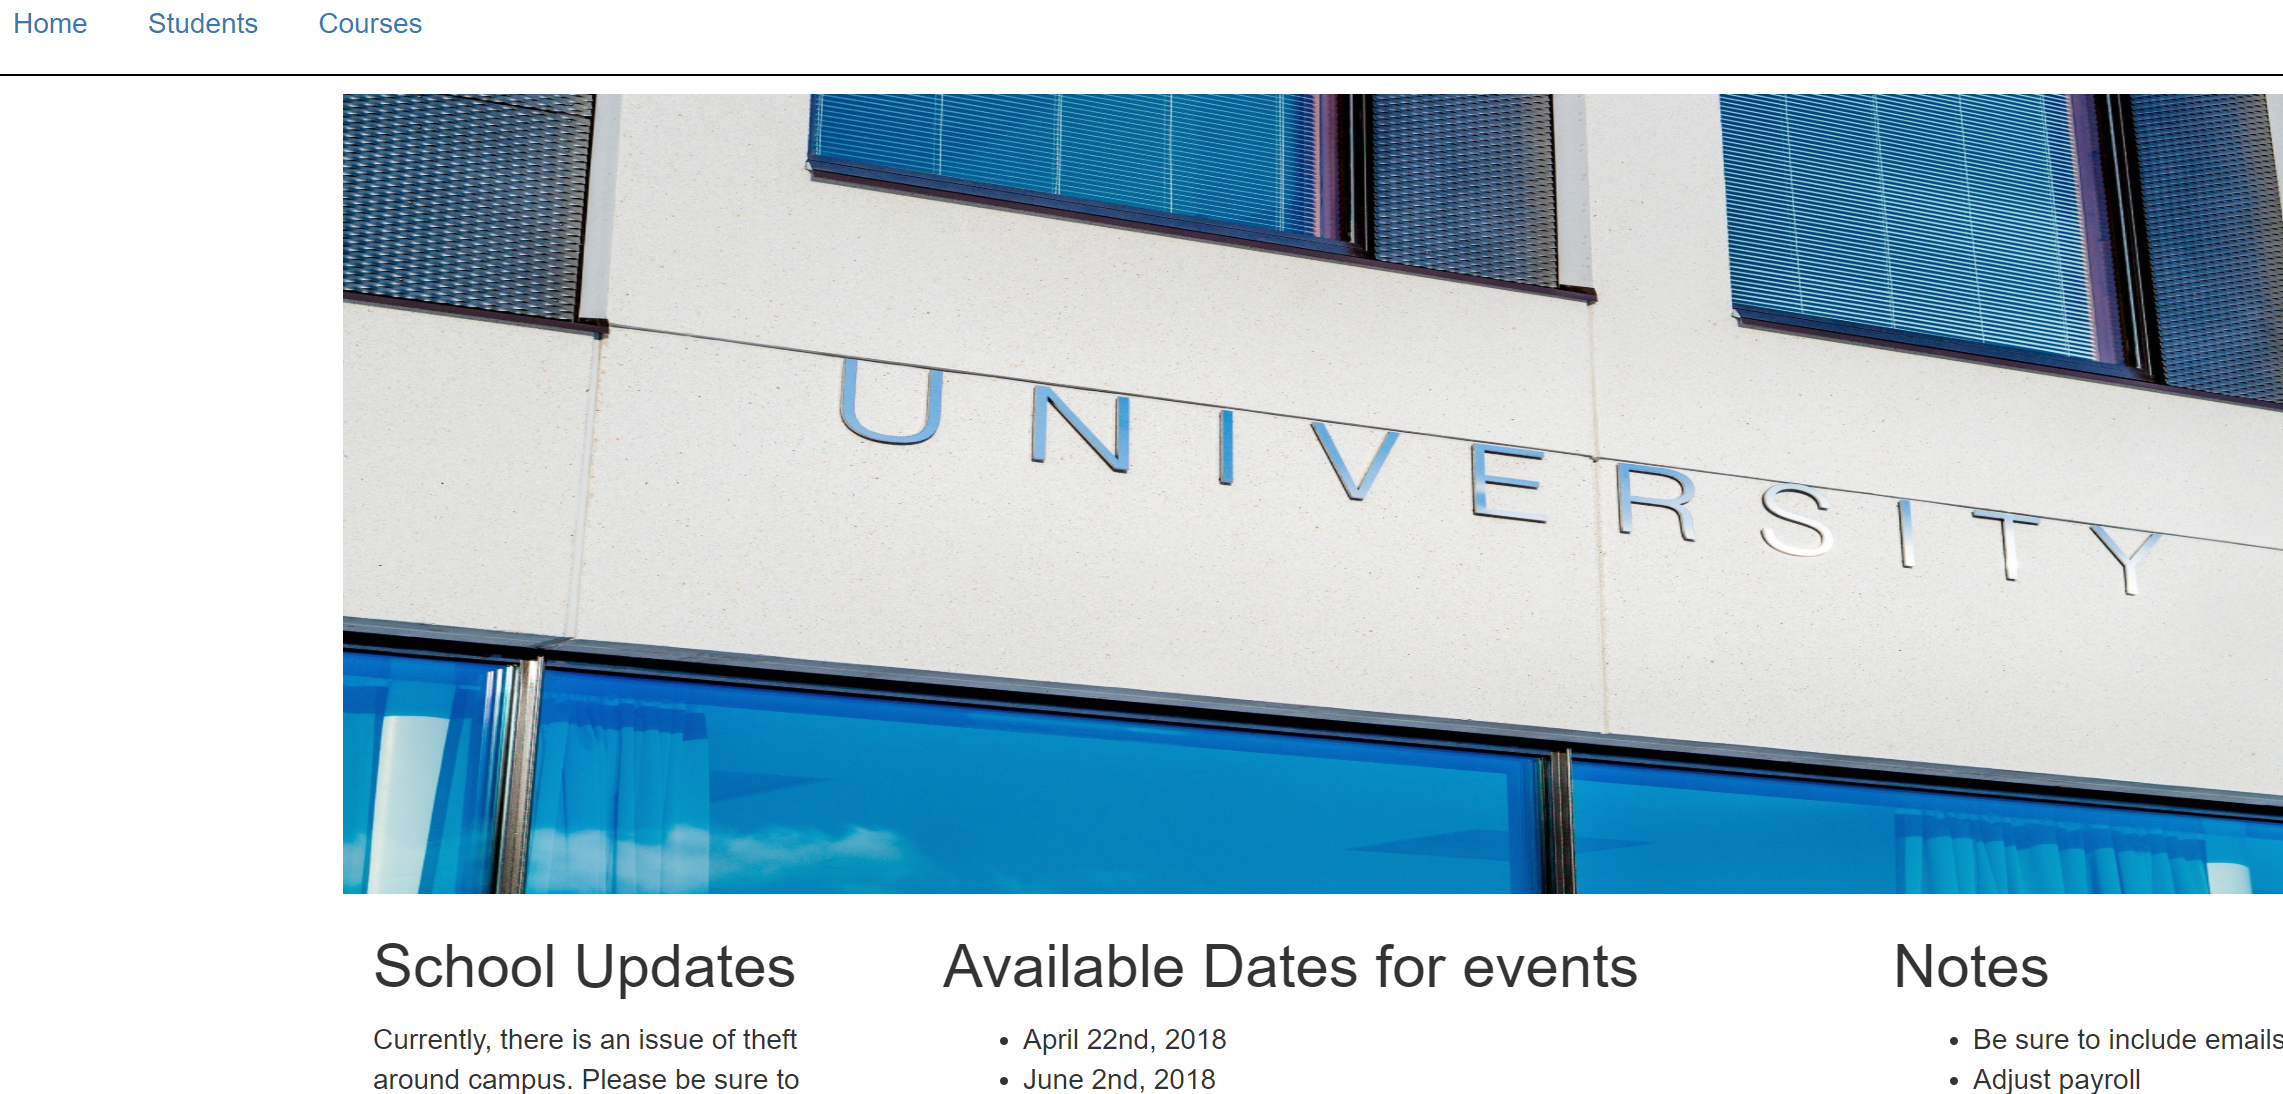 Home Students Courses
UNIVERSITY
School Updates
Currently, there is an issue of theft
around campus. Please be sure to
Available Dates for events
April 22nd, 2018
June 2nd, 2018
Notes
Be sure to include emails
Adjust payroll